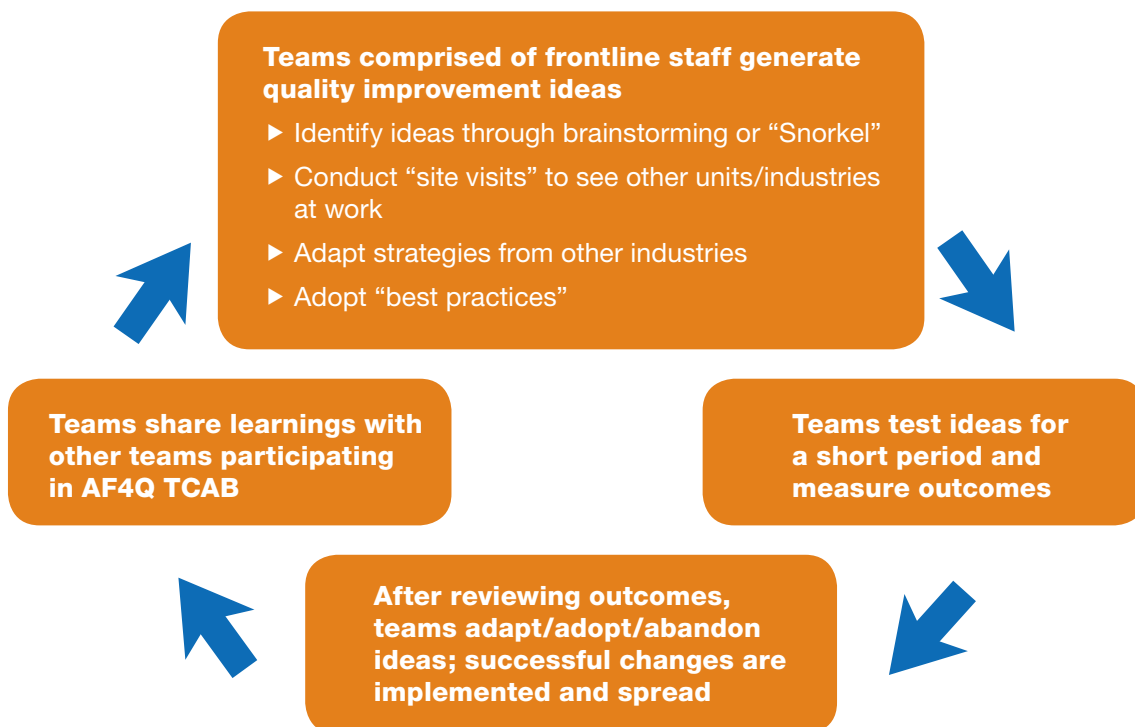 Teams comprised of frontline staff generate
quality improvement ideas
▶ Identify ideas through brainstorming or “Snorkel”
▶ Conduct “site visits” to see other units/industries
at work
▶ Adapt strategies from other industries
▶ Adopt “best practices”
Teams test ideas for
a short period and
measure outcomes
After reviewing outcomes,
teams adapt/adopt/abandon
ideas; successful changes are
implemented and spread
Teams share learnings with
other teams participating
in AF4Q TCAB